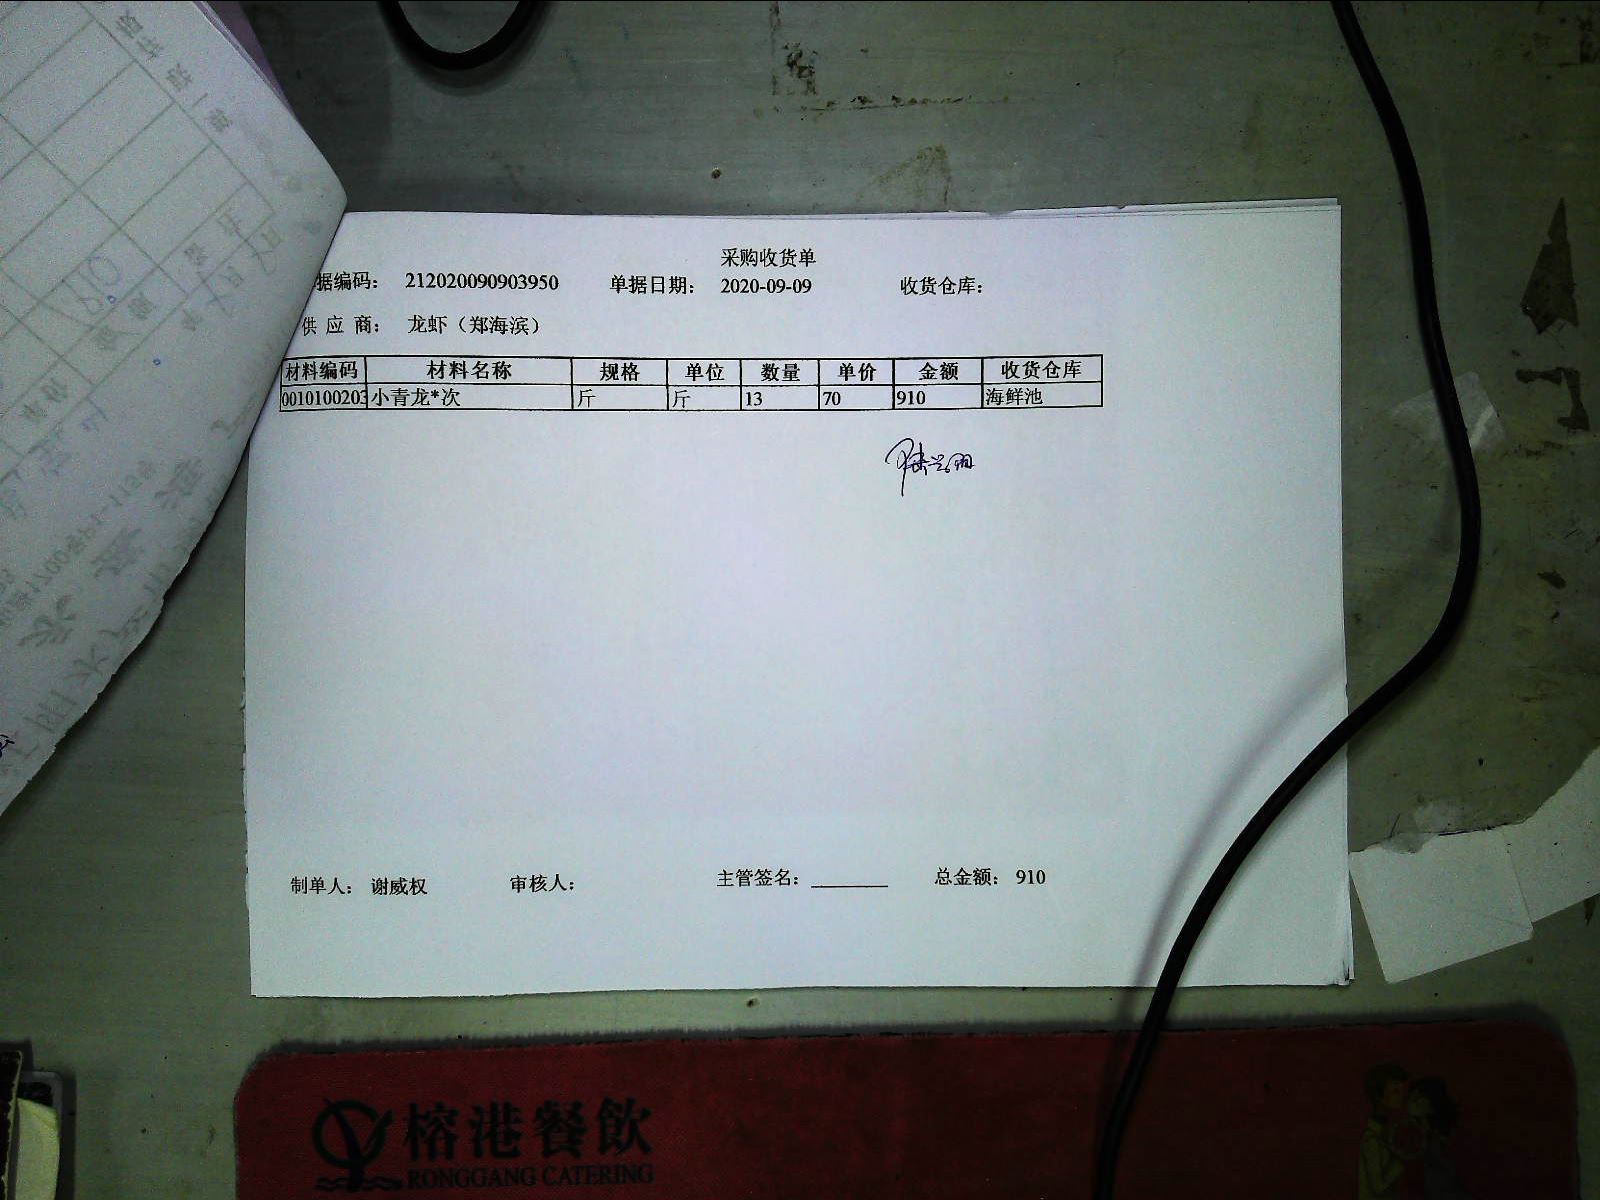 采购收货单
据编码： 212020090903950 单据日期： 2020-09-09 收货仓库：
供 应 商： 龙虾（郑海滨）
材料编码 材料名称 规格 单位 数量 单价 金额 收货仓库
0010100203 小青龙*次 斤 斤 13 70 910 海鲜池
制单人： 谢威权 审核人： 主管签名： ________ 总金额： 910
榕港餐飲
RONGGANG CATERING